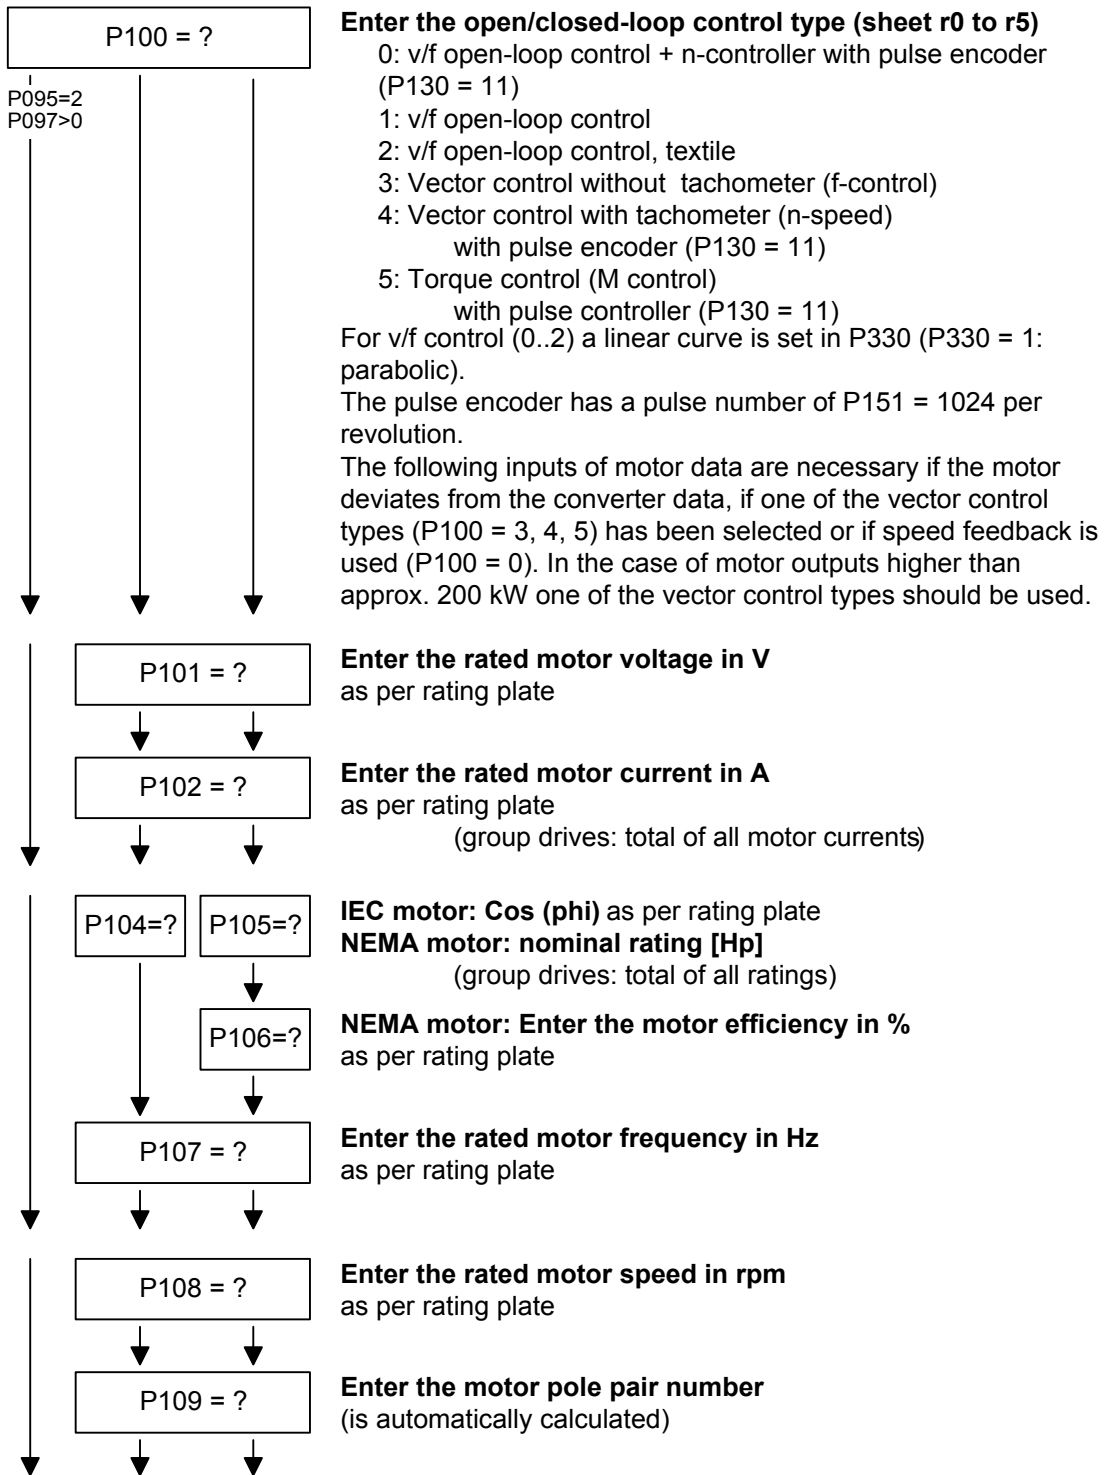 P100 = ?
P095=2
P097>0
Enter the open/closed-loop control type (sheet r0 to r5)
0: v/f open-loop control + n-controller with pulse encoder
(P130 = 11)
1: v/f open-loop control
2: v/f open-loop control, textile
3: Vector control without tachometer (f-control)
4: Vector control with tachometer (n-speed)
with pulse encoder (P130 = 11)
5: Torque control (M control)
with pulse controller (P130 = 11)
For v/f control (0..2) a linear curve is set in P330 (P330 = 1:
parabolic).
The pulse encoder has a pulse number of P151 = 1024 per
revolution.
The following inputs of motor data are necessary if the motor
deviates from the converter data, if one of the vector control
types (P100 = 3, 4, 5) has been selected or if speed feedback is
used (P100 = 0). In the case of motor outputs higher than
approx. 200 kW one of the vector control types should be used.
P101 = ?
Enter the rated motor voltage in V
as per rating plate
P102 = ?
Enter the rated motor current in A
as per rating plate
(group drives: total of all motor currents)
P104=?
P105=?
IEC motor: Cos (phi) as per rating plate
NEMA motor: nominal rating [Hp]
(group drives: total of all ratings)
P106=?
NEMA motor: Enter the motor efficiency in %
as per rating plate
P107 = ?
Enter the rated motor frequency in Hz
as per rating plate
P108 = ?
Enter the rated motor speed in rpm
as per rating plate
P109 = ?
Enter the motor pole pair number
(is automatically calculated)